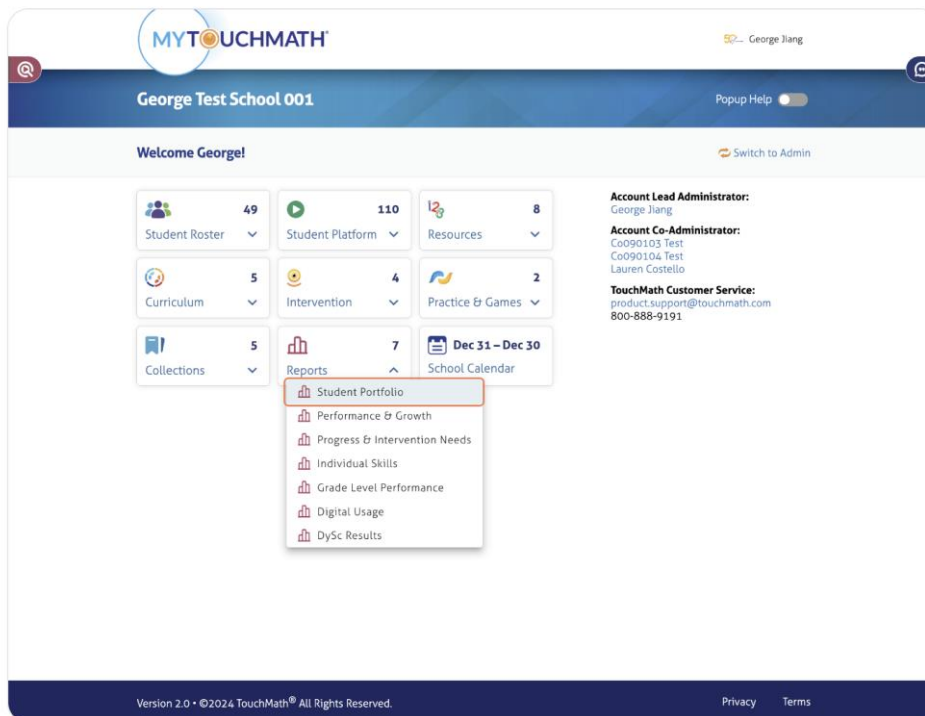 MYTOUCHMATH®
George Jiang
George Test School 001
Popup Help
Welcome George!
Switch to Admin
49
Student Roster
110
Student Platform
8
Resources
5
Curriculum
4
Intervention
2
Practice & Games
5
Collections
7
Reports
Dec 31 – Dec 30
School Calendar
Student Portfolio
Performance & Growth
Progress & Intervention Needs
Individual Skills
Grade Level Performance
Digital Usage
DySc Results
Account Lead Administrator:
George Jiang
Account Co-Administrator:
Co090103 Test
Co090104 Test
Lauren Costello
TouchMath Customer Service:
product.support@touchmath.com
800-888-9191
Version 2.0 • ©2024 TouchMath® All Rights Reserved.
Privacy
Terms